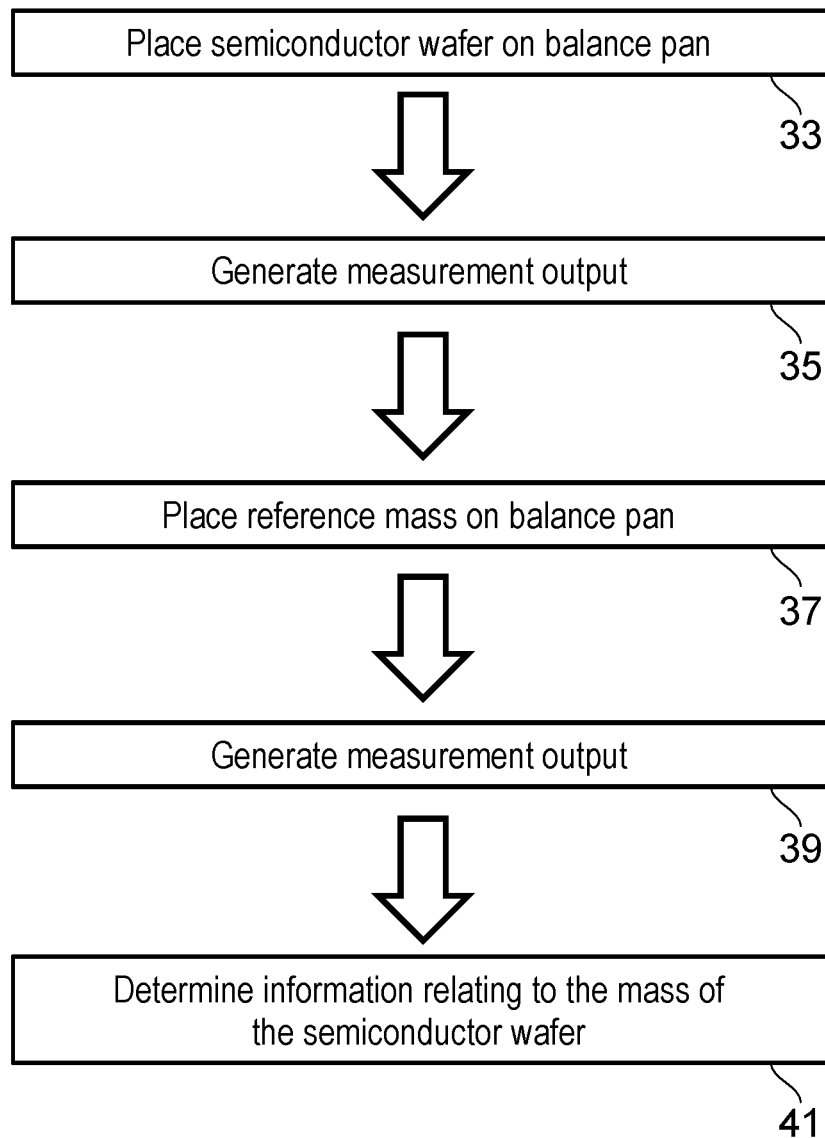 Place semiconductor wafer on balance pan
33
Generate measurement output
35
Place reference mass on balance pan
37
Generate measurement output
39
Determine information relating to the mass of
the semiconductor wafer
41